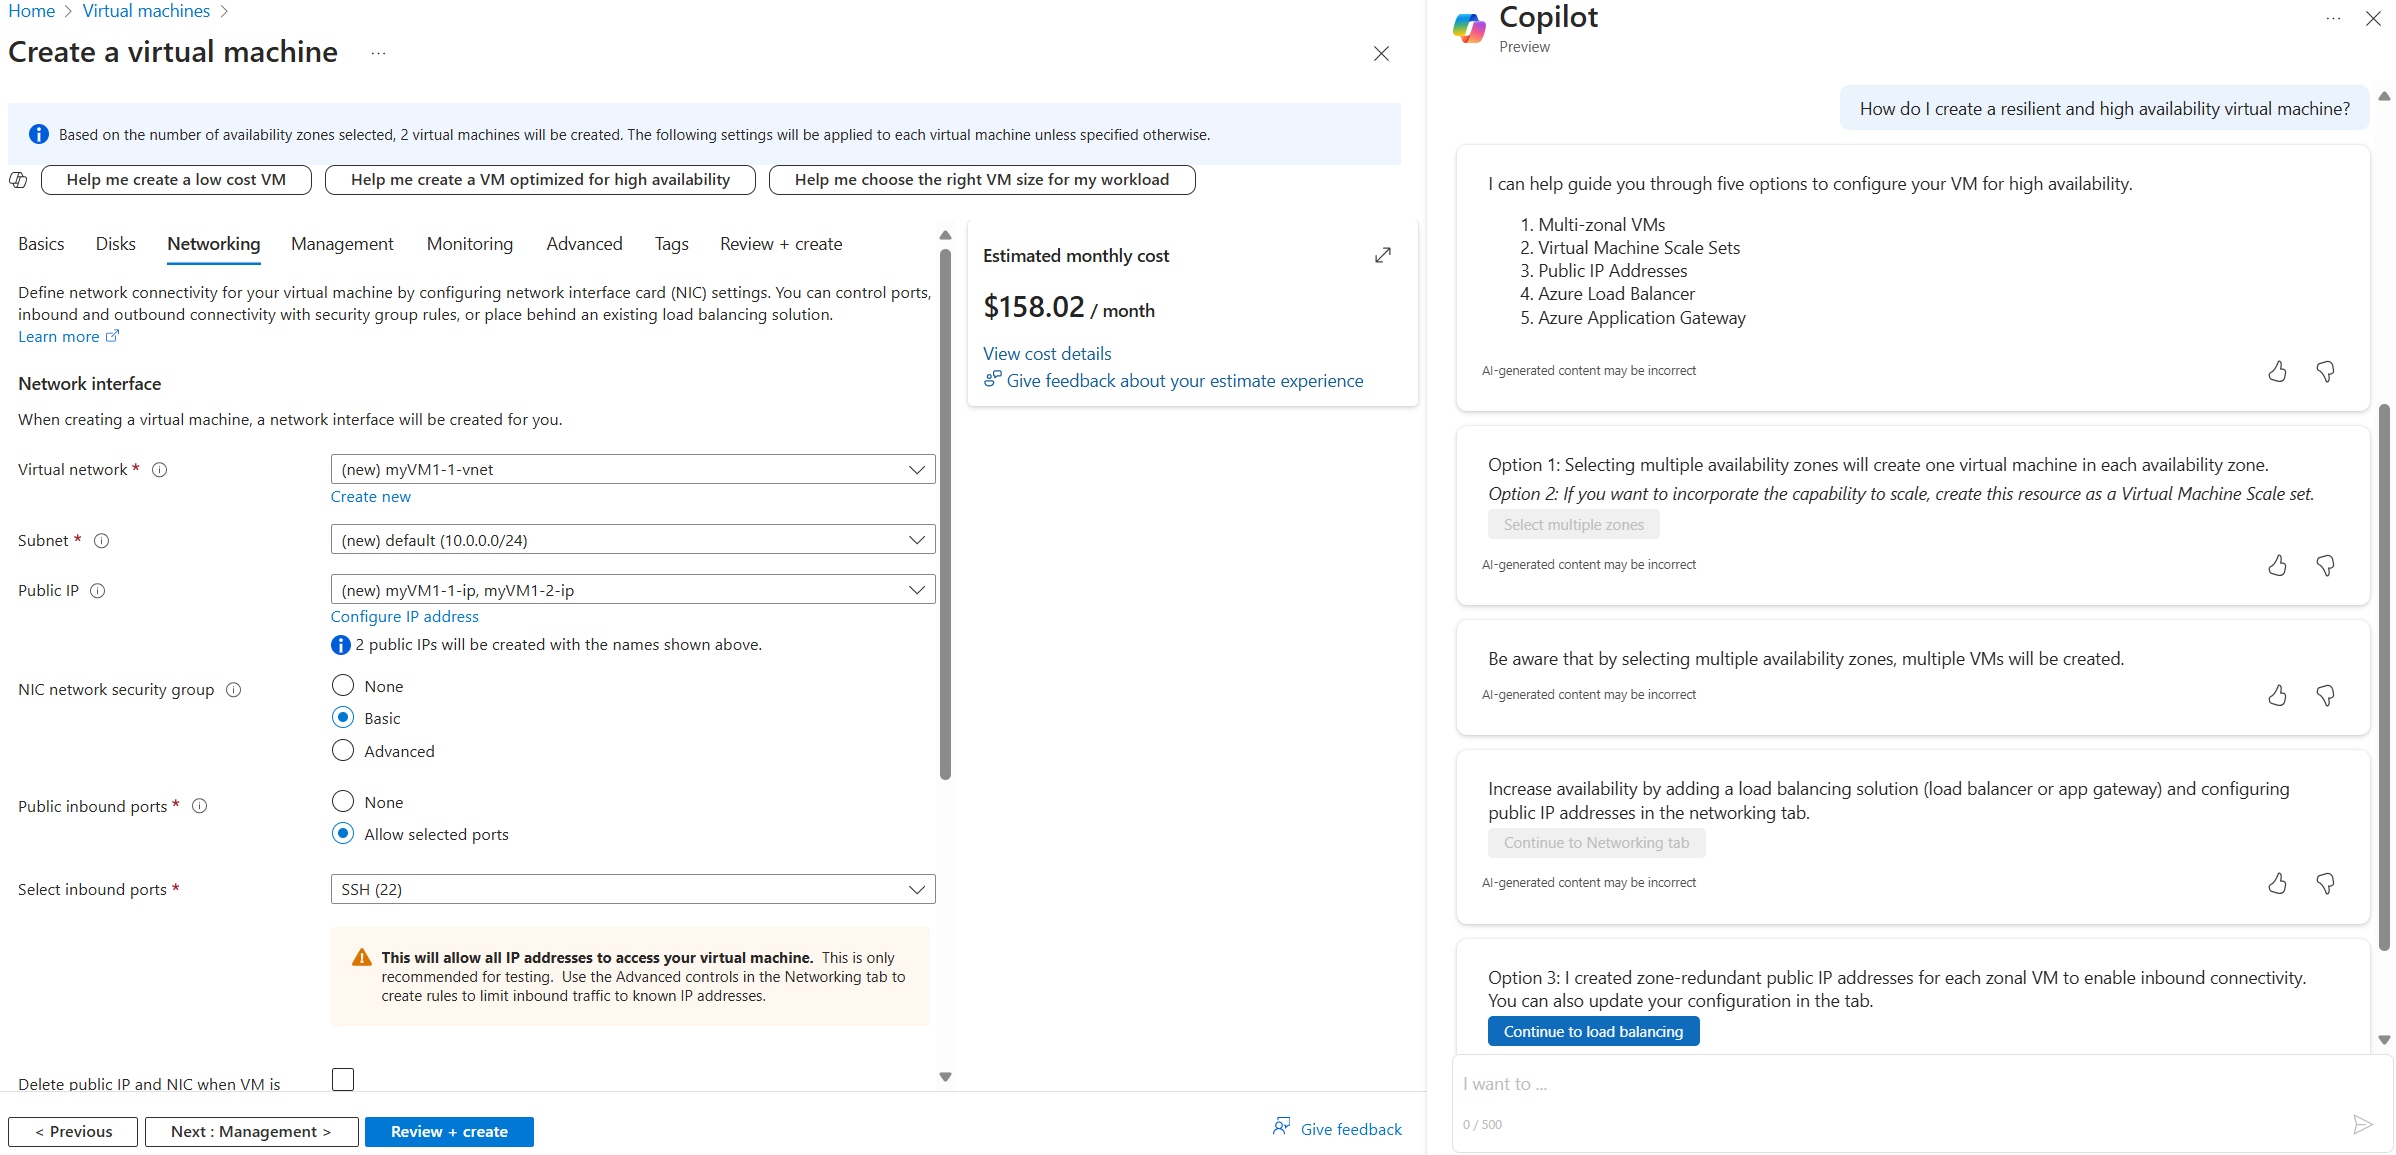 Home > Virtual machines >
Create a virtual machine ...
Based on the number of availability zones selected, 2 virtual machines will be created. The following settings will be applied to each virtual machine unless specified otherwise.
Help me create a low cost VM
Help me create a VM optimized for high availability
Help me choose the right VM size for my workload
Basics
Disks
Networking
Management
Monitoring
Advanced
Tags
Review + create
Define network connectivity for your virtual machine by configuring network interface card (NIC) settings. You can control ports,
inbound and outbound connectivity with security group rules, or place behind an existing load balancing solution.
Learn more
Network interface
When creating a virtual machine, a network interface will be created for you.
Virtual network *
(new) myVM1-1-vnet
Create new
Subnet *
(new) default (10.0.0.0/24)
Public IP
(new) myVM1-1-ip, myVM1-2-ip
Configure IP address
2 public IPs will be created with the names shown above.
NIC network security group
None
Basic
Advanced
Public inbound ports *
None
Allow selected ports
Select inbound ports *
SSH (22)
This will allow all IP addresses to access your virtual machine. This is only
recommended for testing. Use the Advanced controls in the Networking tab to
create rules to limit inbound traffic to known IP addresses.
Delete public IP and NIC when VM is
< Previous
Next : Management >
Review + create
Give feedback
Estimated monthly cost
$158.02 / month
View cost details
Give feedback about your estimate experience
Copilot
Preview
...
How do I create a resilient and high availability virtual machine?
I can help guide you through five options to configure your VM for high availability.
1. Multi-zonal VMs
2. Virtual Machine Scale Sets
3. Public IP Addresses
4. Azure Load Balancer
5. Azure Application Gateway
AI-generated content may be incorrect
Option 1: Selecting multiple availability zones will create one virtual machine in each availability zone.
Option 2: If you want to incorporate the capability to scale, create this resource as a Virtual Machine Scale set.
Select multiple zones
AI-generated content may be incorrect
Be aware that by selecting multiple availability zones, multiple VMs will be created.
AI-generated content may be incorrect
Increase availability by adding a load balancing solution (load balancer or app gateway) and configuring
public IP addresses in the networking tab.
Continue to Networking tab
AI-generated content may be incorrect
Option 3: I created zone-redundant public IP addresses for each zonal VM to enable inbound connectivity.
You can also update your configuration in the tab.
Continue to load balancing
I want to ...
0 / 500